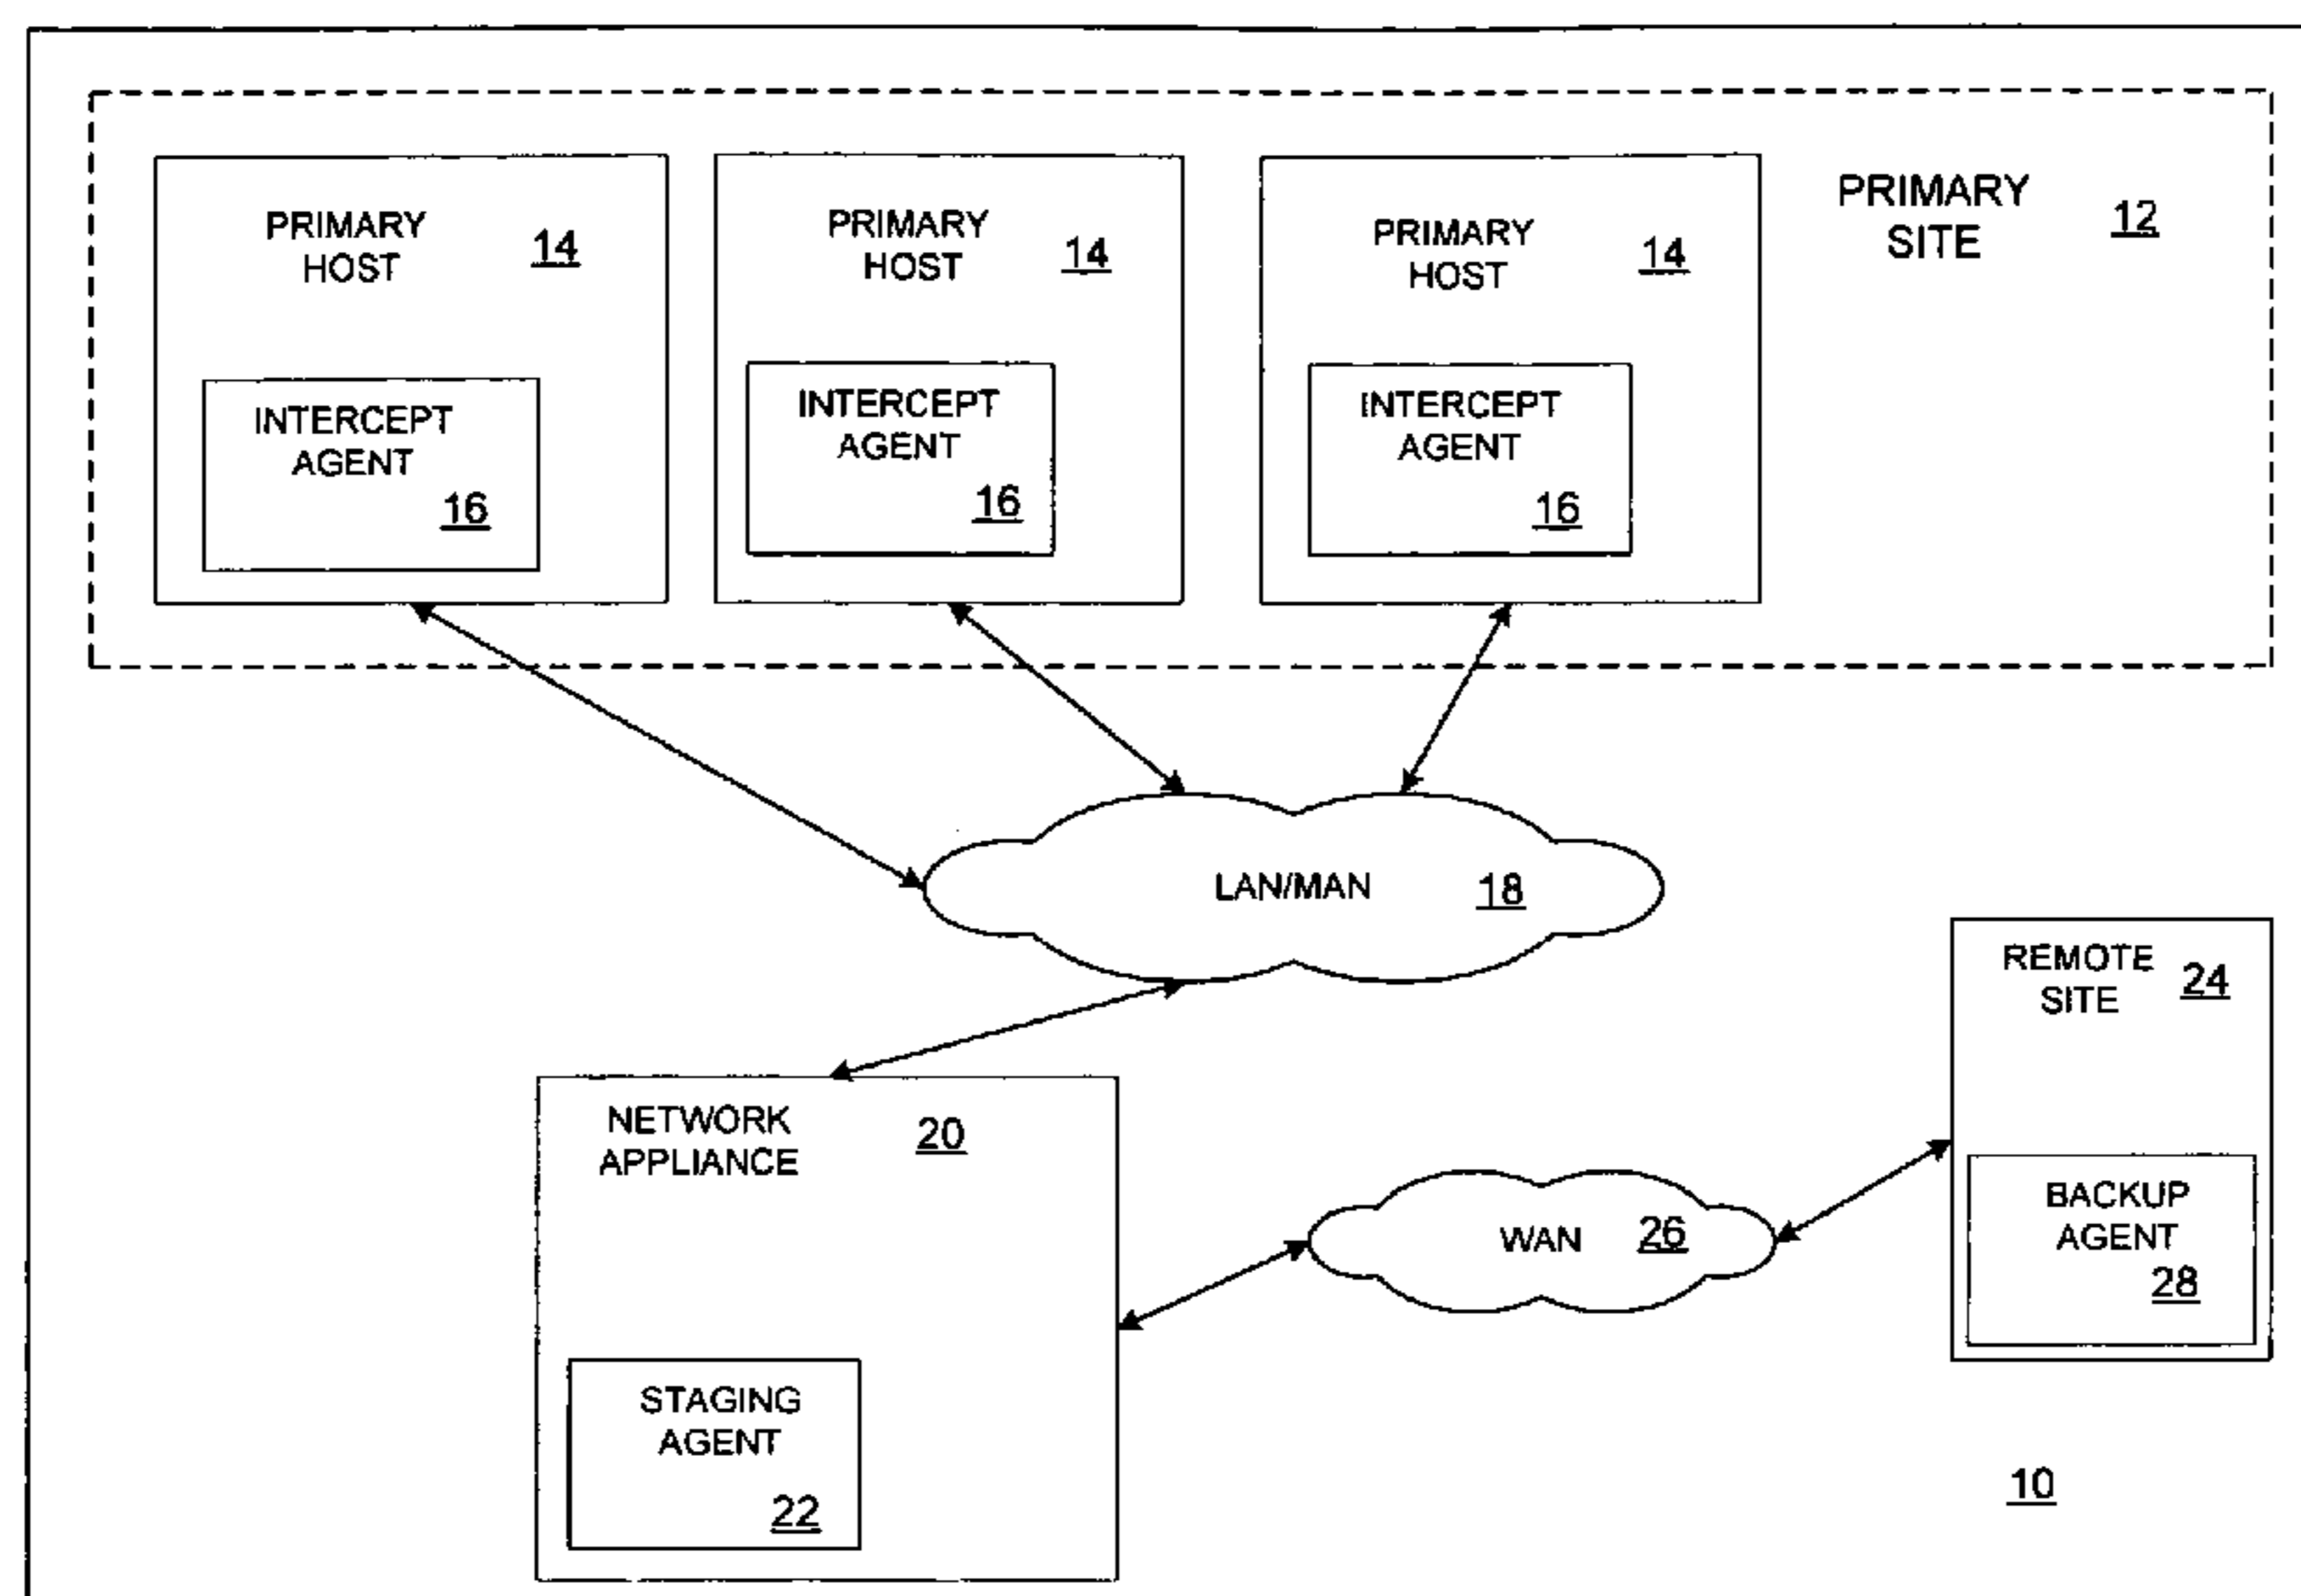 PRIMARY
HOST
14
INTERCEPT
AGENT
16
PRIMARY
HOST
14
INTERCEPT
AGENT
16
PRIMARY
HOST
14
INTERCEPT
AGENT
16
PRIMARY
SITE
12
LAN/MAN 18
REMOTE
SITE
24
BACKUP
AGENT
28
NETWORK
APPLIANCE
20
WAN 26
STAGING
AGENT
22
10